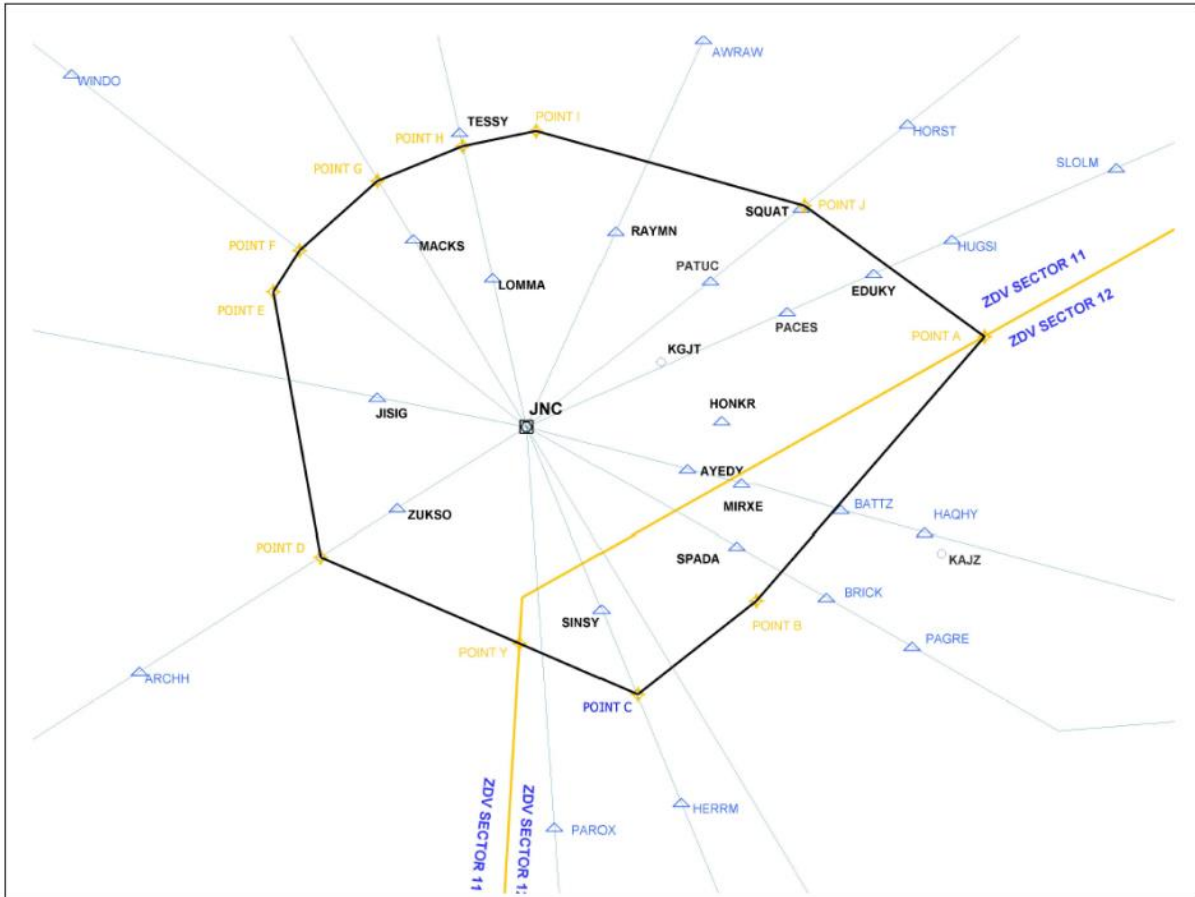 AWRAW
WINDO
TESSY
POINT I
HORST
POINT H
SLOLM
POINT G
SQUAT
POINT J
RAYMN
POINT F
MACKS
HUGSI
PATUC
LOMMA
EDUKY
ZDV SECTOR 11
POINT E
PACES
ZDV SECTOR 12
POINT A
KGJT
HONKR
JISIG
JNC
AYEDY
MIRXE
BATTZ
HAQHY
ZUKSO
POINT D
SPADA
KAJZ
BRICK
SINSY
POINT B
POINT Y
PAGRE
ARCHH
POINT C
ZDV SECTOR 11
ZDV SECTOR 1
HERRM
PAROX